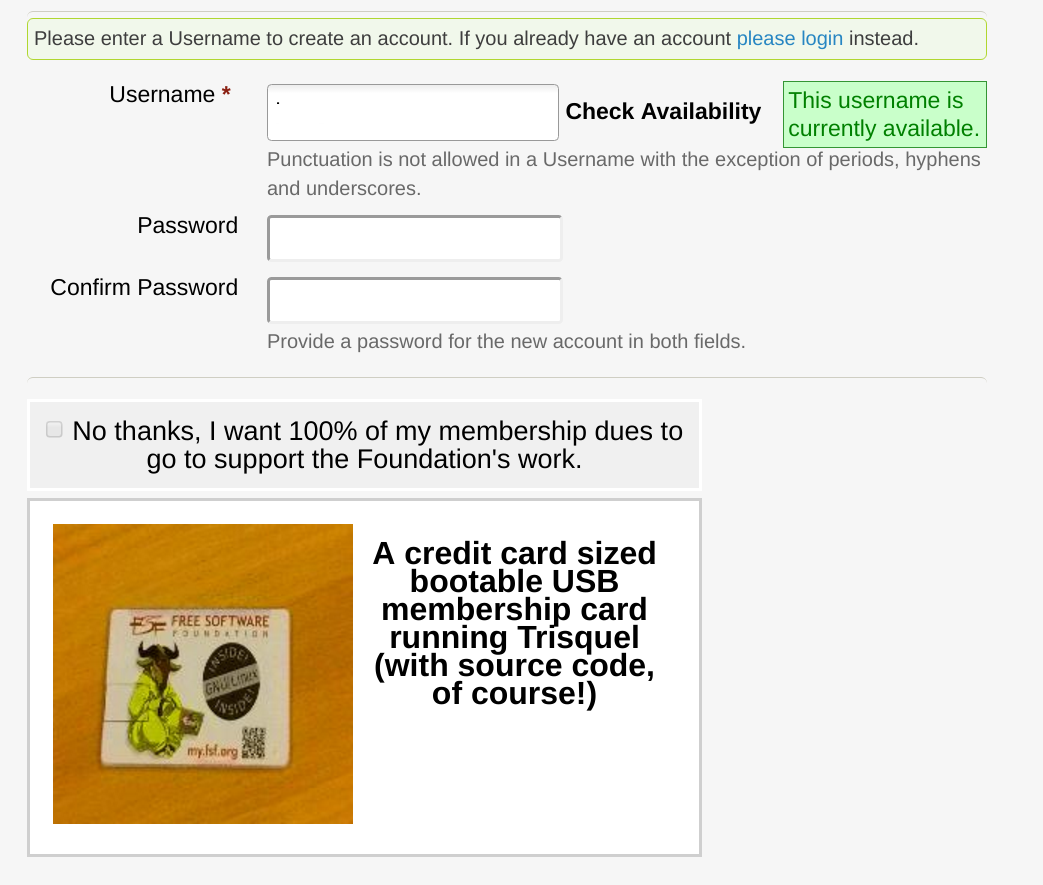 Please enter a Username to create an account. If you already have an account please login instead.
Username *
.
Check Availability
This username is
currently available.
Punctuation is not allowed in a Username with the exception of periods, hyphens
and underscores.
Password
Confirm Password
Provide a password for the new account in both fields.
No thanks, I want 100% of my membership dues to
go to support the Foundation's work.
FSF FREE SOFTWARE
FOUNDATION
INSIDE!
GNU/LINUX
INSIDE!
my.fsf.org
A credit card sized
bootable USB
membership card
running Trisquel
(with source code,
of course!)